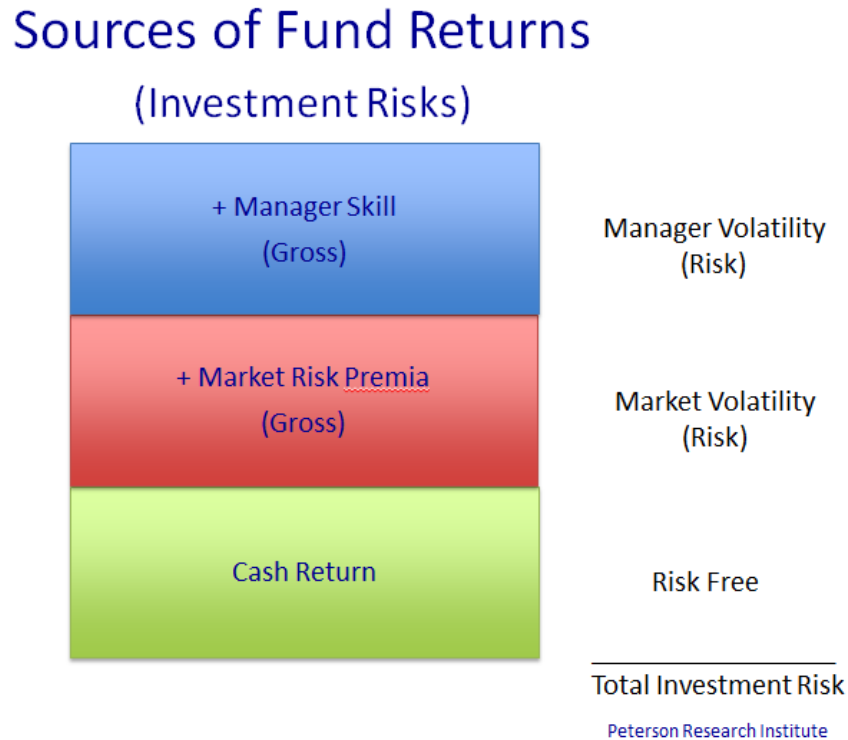 Sources of Fund Returns
(Investment Risks)
+ Manager Skill
(Gross)
Manager Volatility
(Risk)
+ Market Risk Premia
(Gross)
Market Volatility
(Risk)
Cash Return
Risk Free
Total Investment Risk
Peterson Research Institute